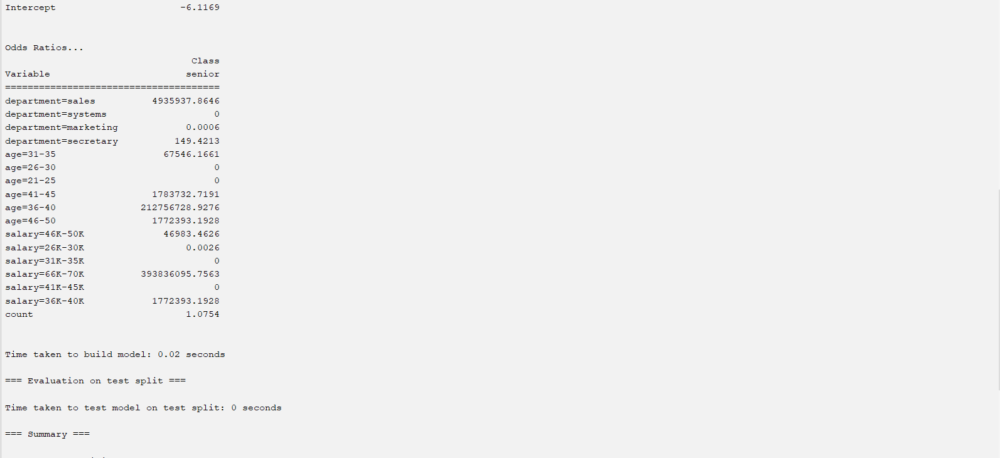 Intercept -6.1169
Odds Ratios...
Class
Variable senior
======================================
department=sales 4935937.8646
department=systems 0
department=marketing 0.0006
department=secretary 149.4213
age=31-35 67546.1661
age=26-30 0
age=21-25 0
age=41-45 1783732.7191
age=36-40 212756728.9276
age=46-50 1772393.1928
salary=46K-50K 46983.4626
salary=26K-30K 0.0026
salary=31K-35K 0
salary=66K-70K 393836095.7563
salary=41K-45K 0
salary=36K-40K 1772393.1928
count 1.0754
Time taken to build model: 0.02 seconds
=== Evaluation on test split ===
Time taken to test model on test split: 0 seconds
=== Summary ===